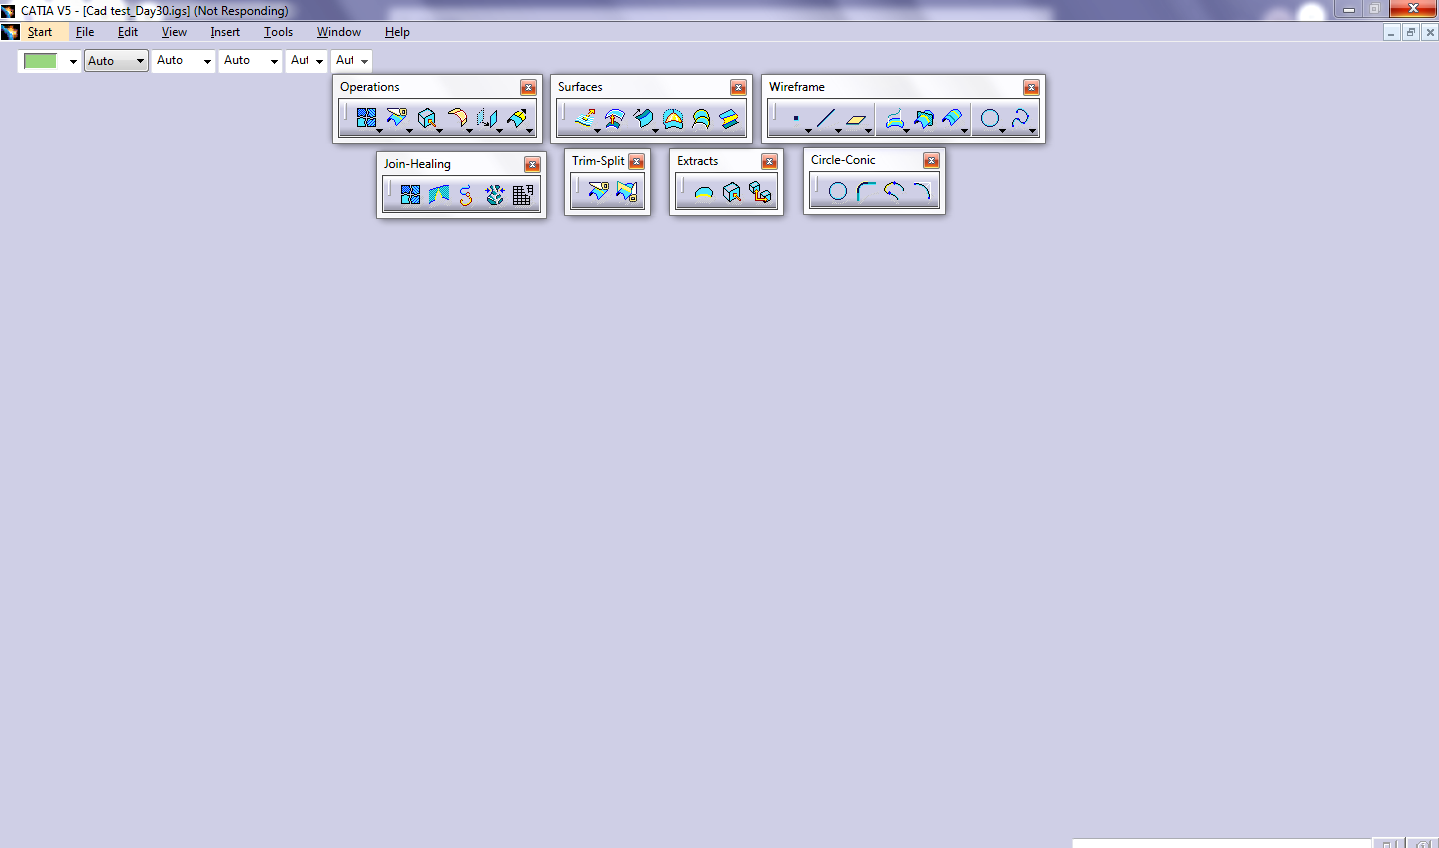 CATIA V5 - [Cad test_Day30.igs] (Not Responding)
Start File Edit View Insert Tools Window Help
Auto Auto Auto Aut Aut
Operations Surfaces Wireframe
Join-Healing Trim-Split Extracts Circle-Conic